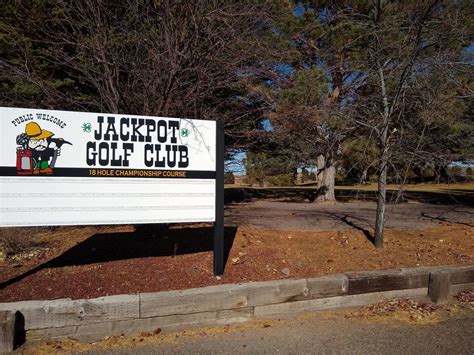 PUBLIC WELCOME
JACKPOT
GOLF CLUB
18 HOLE CHAMPIONSHIP COURSE